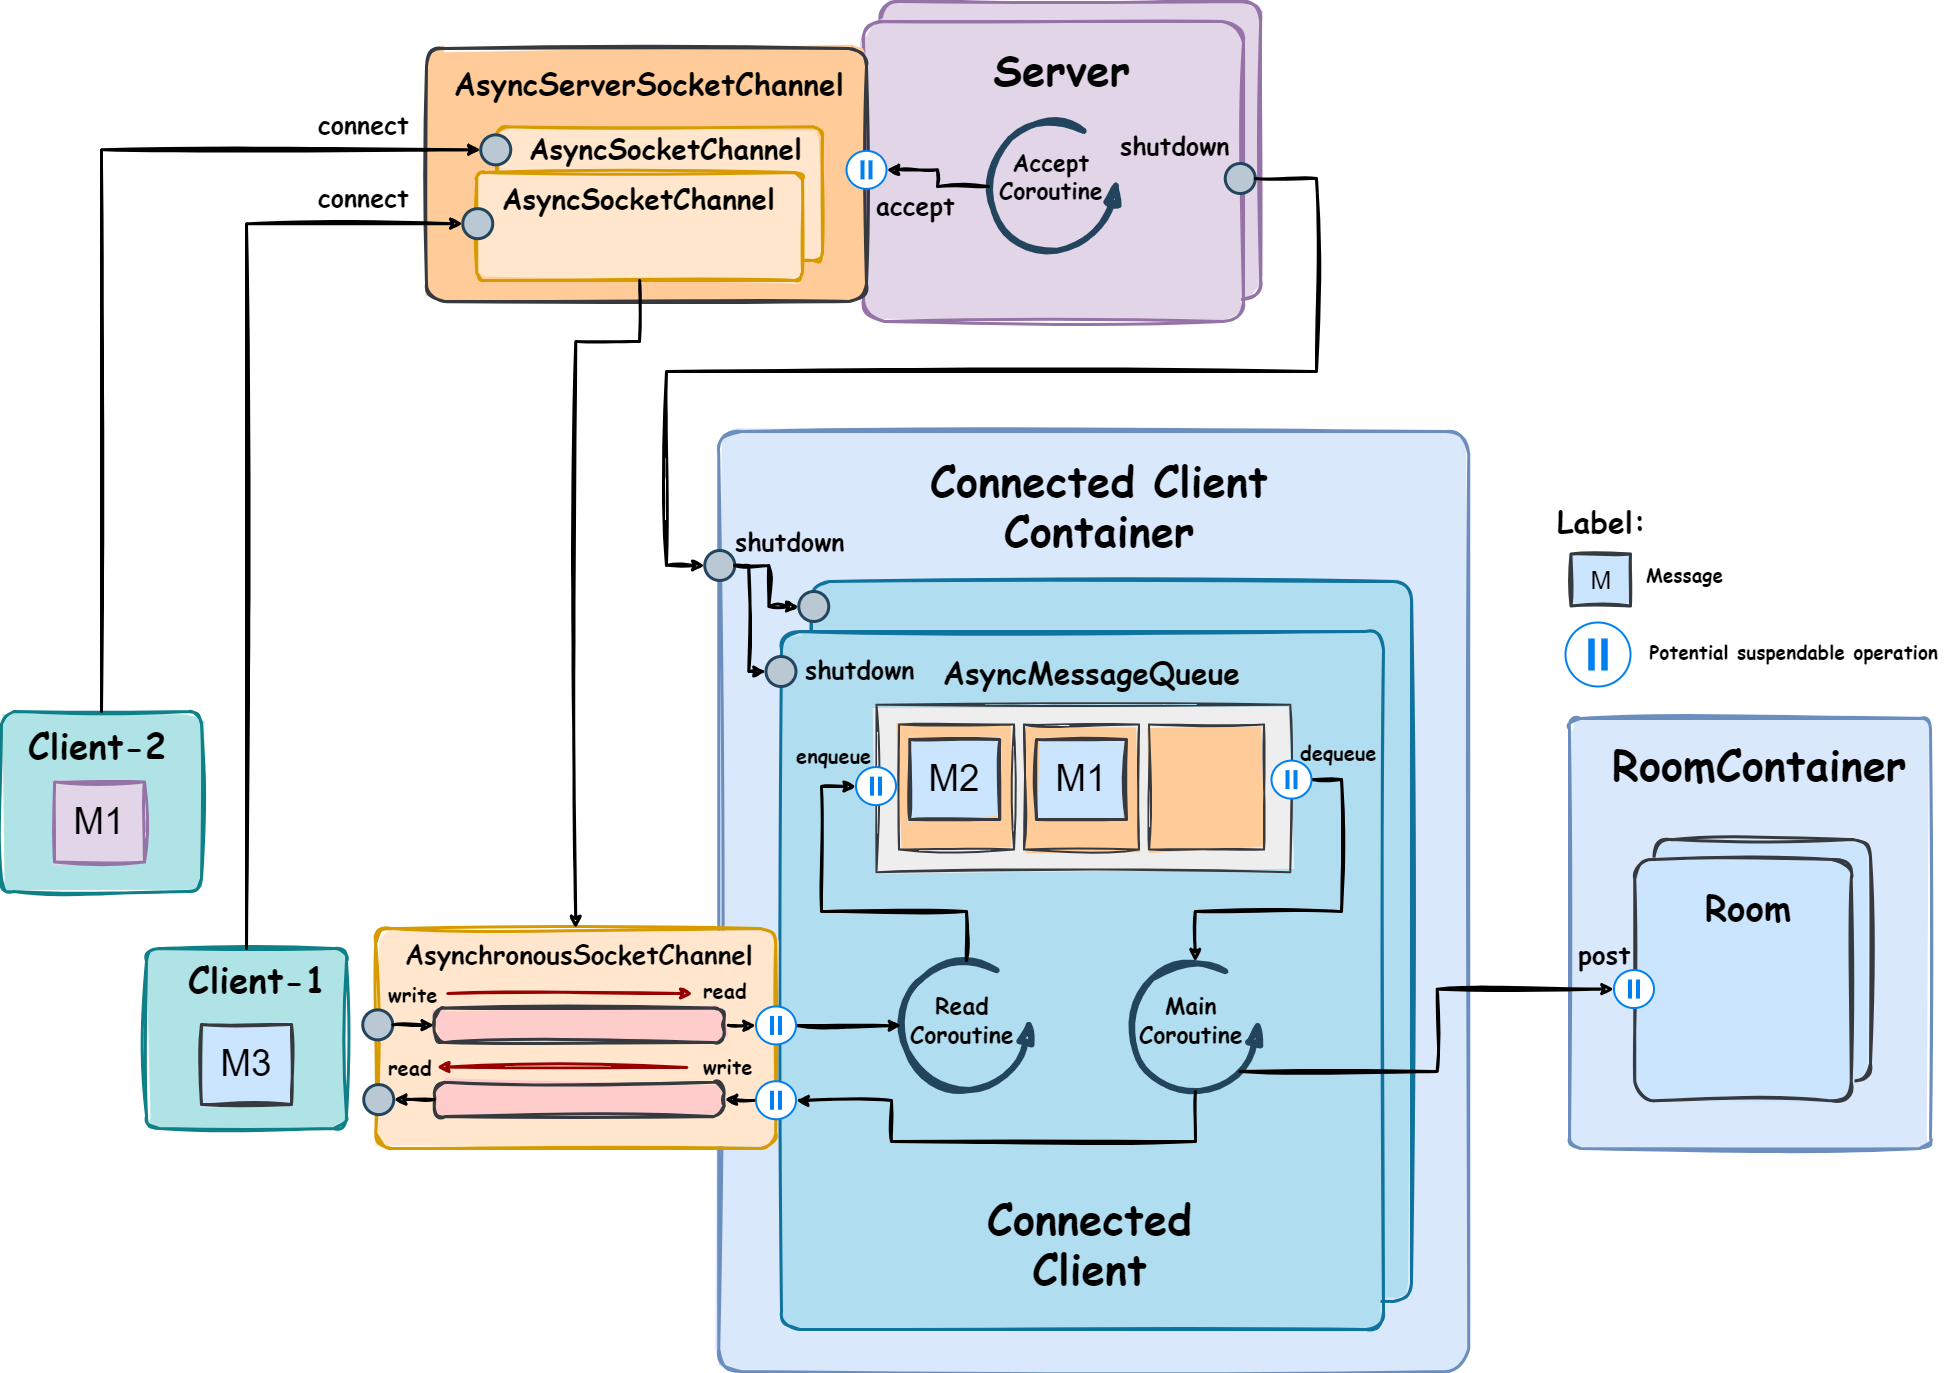 Server
AsyncServerSocketChannel
connect
AsyncSocketChannel
shutdown
Accept
Coroutine
connect
AsyncSocketChannel
accept
Connected Client
Container
shutdown
Label:
M
Message
Potential suspendable operation
shutdown
AsyncMessageQueue
Client-2
M1
enqueue
dequeue
M2
M1
RoomContainer
Room
post
AsynchronousSocketChannel
Client-1
write
read
Read
Coroutine
Main
Coroutine
M3
read
write
Connected
Client